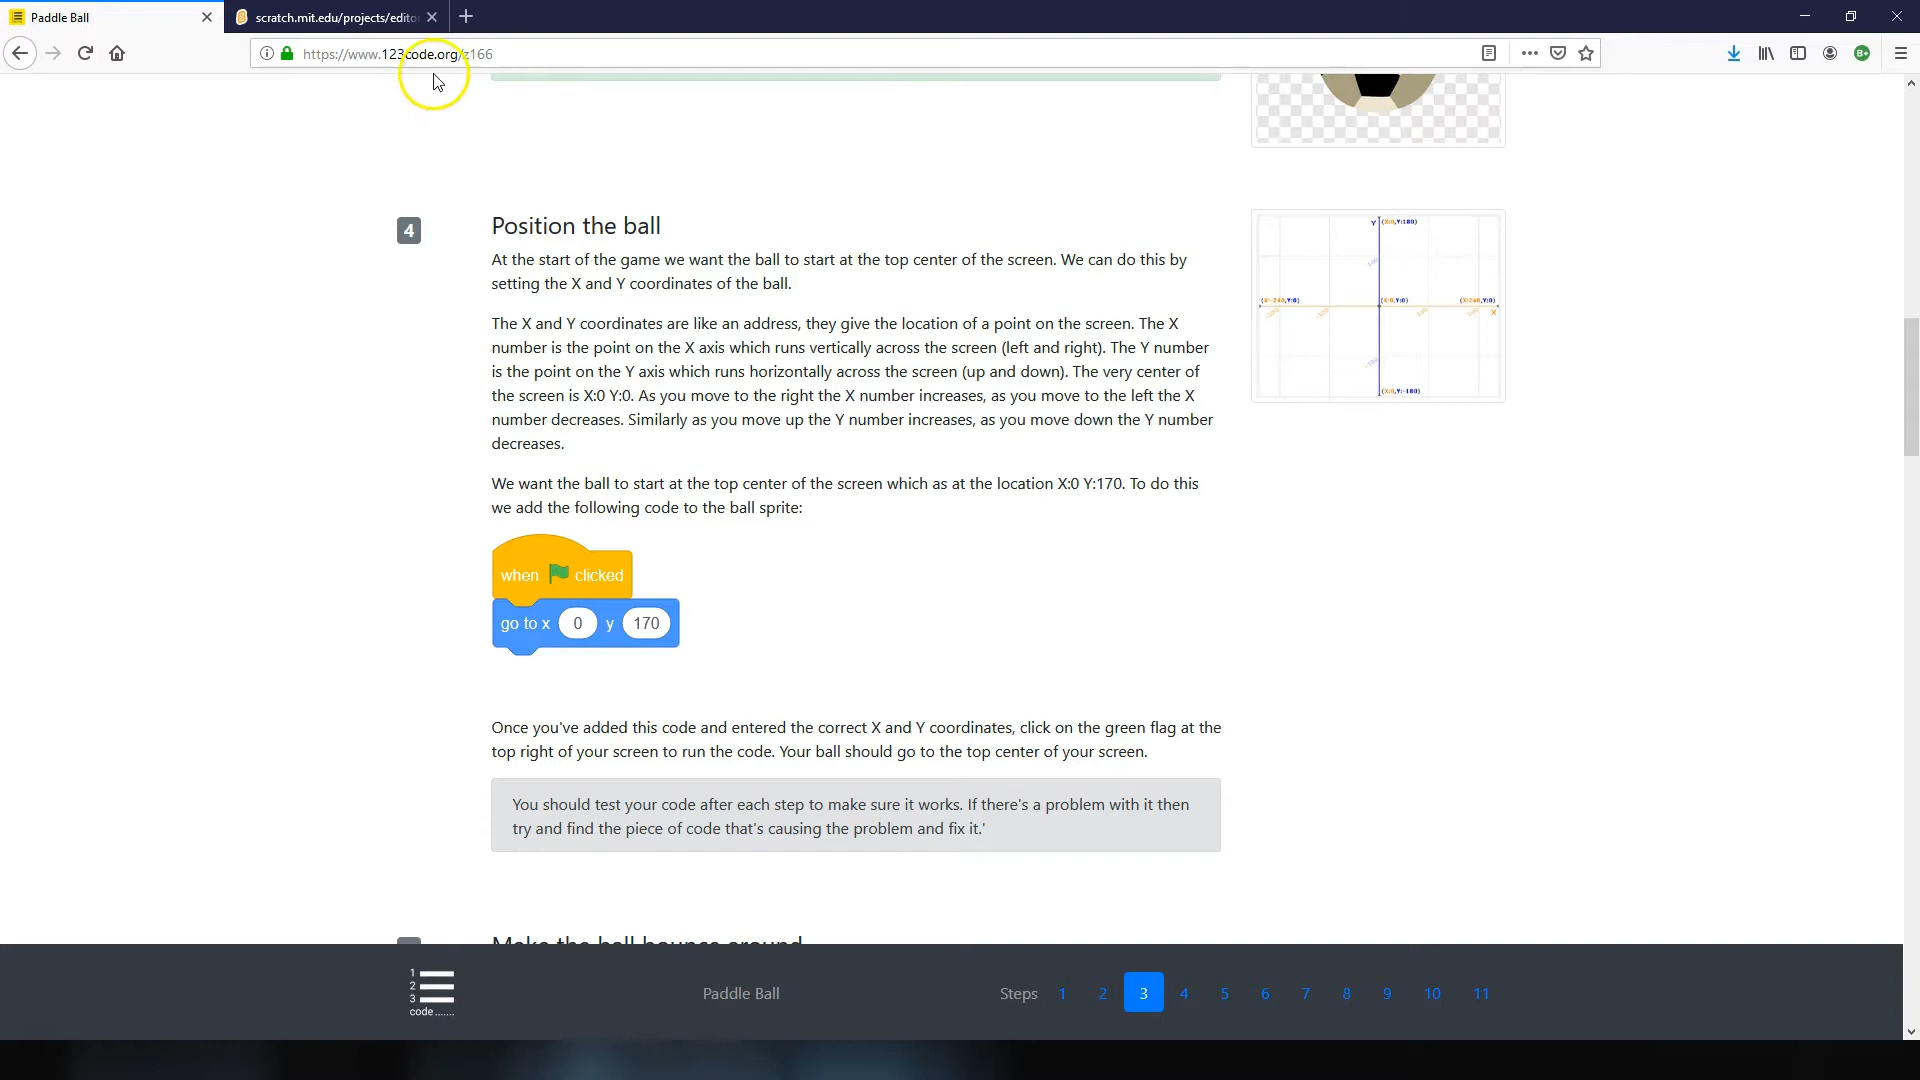 Paddle Ball
scratch.mit.edu/projects/edito
https://www.123code.org/z166
4
Position the ball
At the start of the game we want the ball to start at the top center of the screen. We can do this by
setting the X and Y coordinates of the ball.
The X and Y coordinates are like an address, they give the location of a point on the screen. The X
number is the point on the X axis which runs vertically across the screen (left and right). The Y number
is the point on the Y axis which runs horizontally across the screen (up and down). The very center of
the screen is X:0 Y:0. As you move to the right the X number increases, as you move to the left the X
number decreases. Similarly as you move up the Y number increases, as you move down the Y number
decreases.
We want the ball to start at the top center of the screen which as at the location X:0 Y:170. To do this
we add the following code to the ball sprite:
when clicked
go to x 0 y 170
Once you've added this code and entered the correct X and Y coordinates, click on the green flag at the
top right of your screen to run the code. Your ball should go to the top center of your screen.
You should test your code after each step to make sure it works. If there's a problem with it then
try and find the piece of code that's causing the problem and fix it.'
Make the ball bounce around
Y (X:0,Y:180)
(X:-240,Y:0) (X:0,Y:0) (X:240,Y:0)
X
(X:0,Y:-180)
1
2
3
code.......
Paddle Ball
Steps 1 2 3 4 5 6 7 8 9 10 11
B+